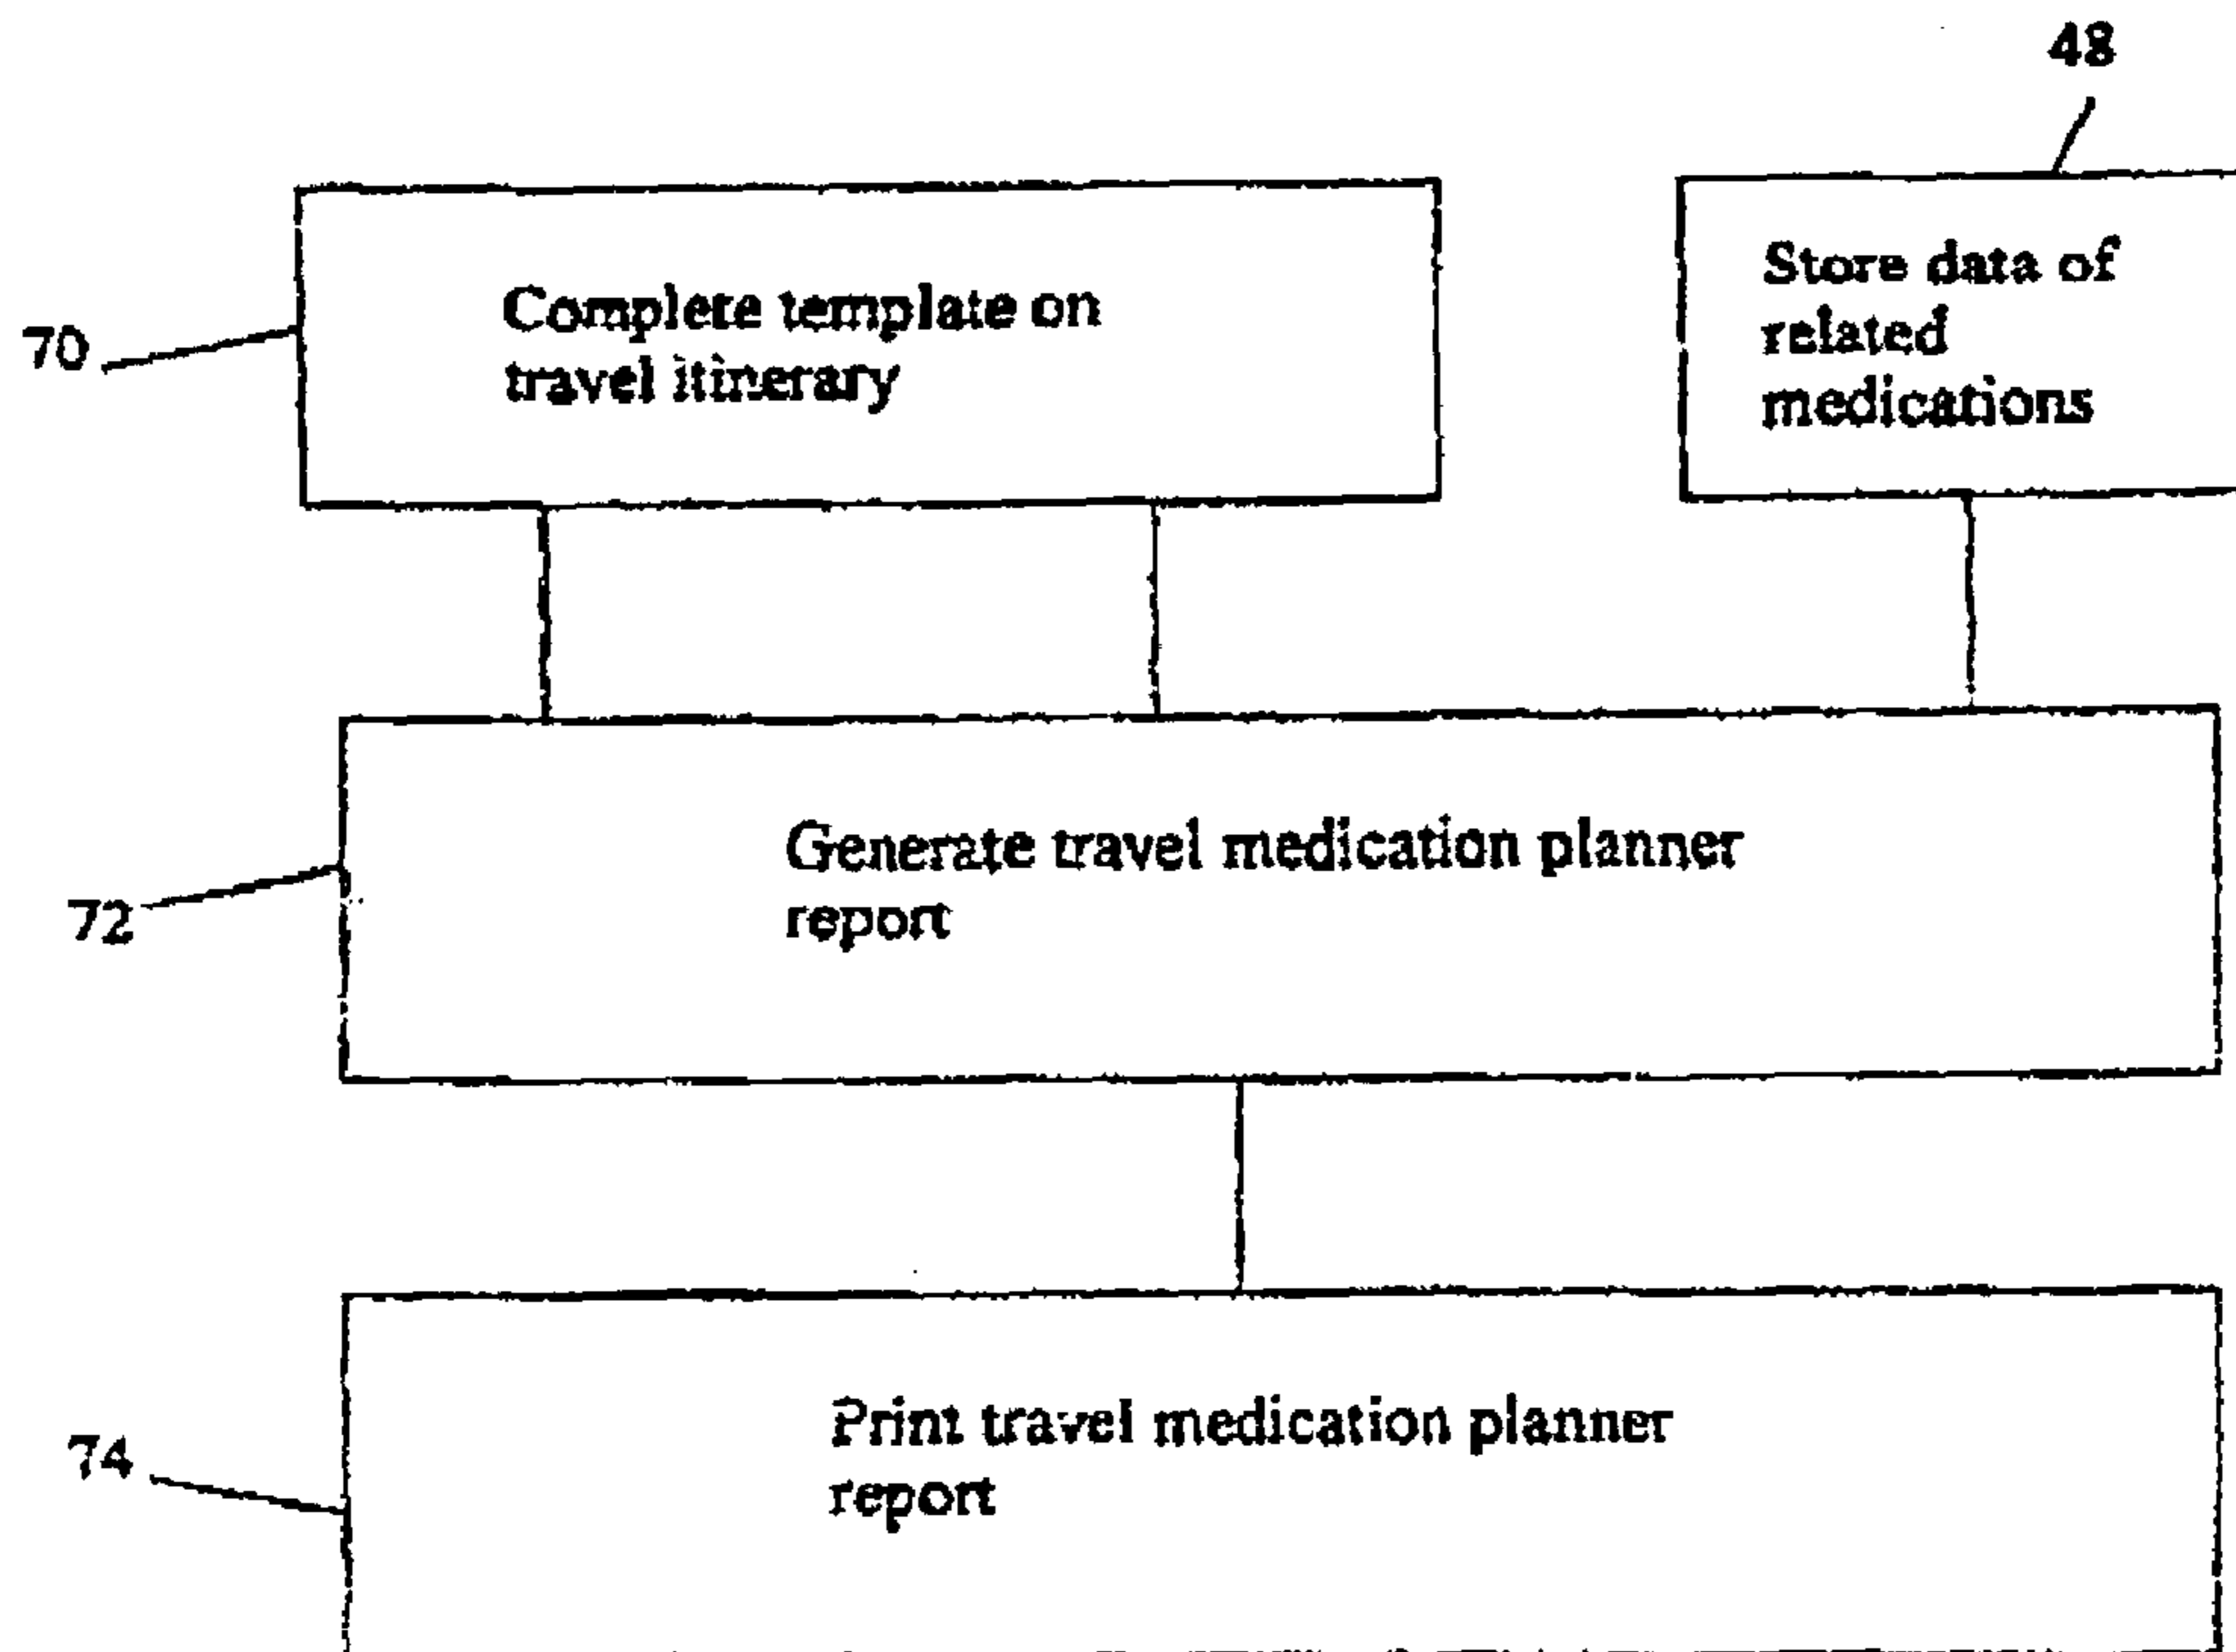 48
Complete template on
travel itinerary
Store data of
related
medications
70
Generate travel medication planner
report
72
Print travel medication planner
report
74